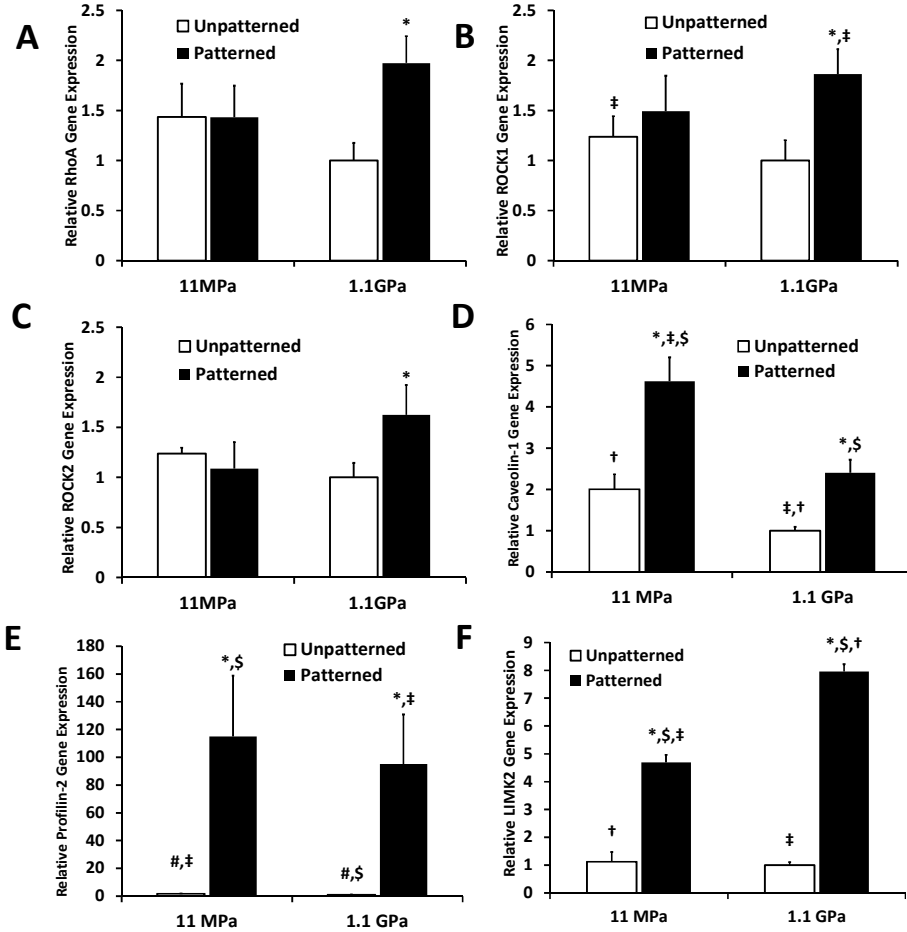 A
Unpatterned
Patterned
*
Relative RhoA Gene Expression
2.5
2
1.5
1
0.5
0
11MPa
1.1GPa
B
Unpatterned
Patterned
*,‡
‡
Relative ROCK1 Gene Expression
2.5
2
1.5
1
0.5
0
11MPa
1.1GPa
C
Unpatterned
Patterned
*
Relative ROCK2 Gene Expression
2.5
2
1.5
1
0.5
0
11MPa
1.1GPa
D
Unpatterned
Patterned
*,‡,$
*,$
†
‡,†
Relative Caveolin-1 Gene Expression
6
5
4
3
2
1
0
11 MPa
1.1 GPa
E
Unpatterned
Patterned
*,$
*,‡
#,‡
#,$
Relative Profilin-2 Gene Expression
180
160
140
120
100
80
60
40
20
0
11 MPa
1.1 GPa
F
Unpatterned
Patterned
*,$,†
*,$,‡
†
‡
Relative LIMK2 Gene Expression
9
8
7
6
5
4
3
2
1
0
11 MPa
1.1 GPa